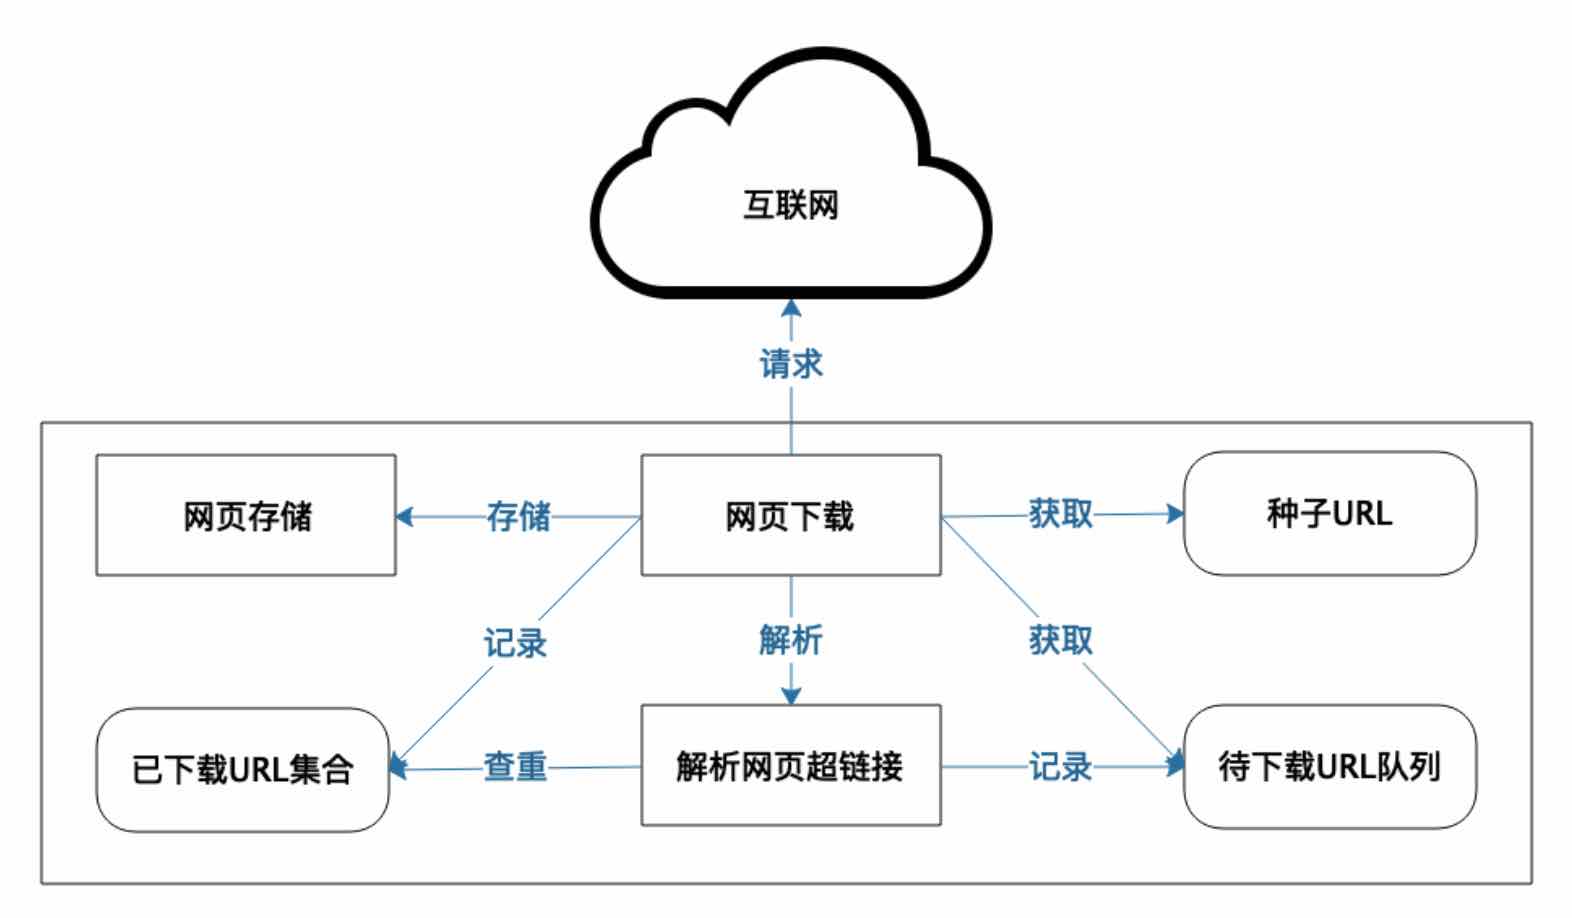 互联网
请求
网页存储
存储
网页下载
获取
种子URL
记录
解析
获取
已下载URL集合
查重
解析网页超链接
记录
待下载URL队列